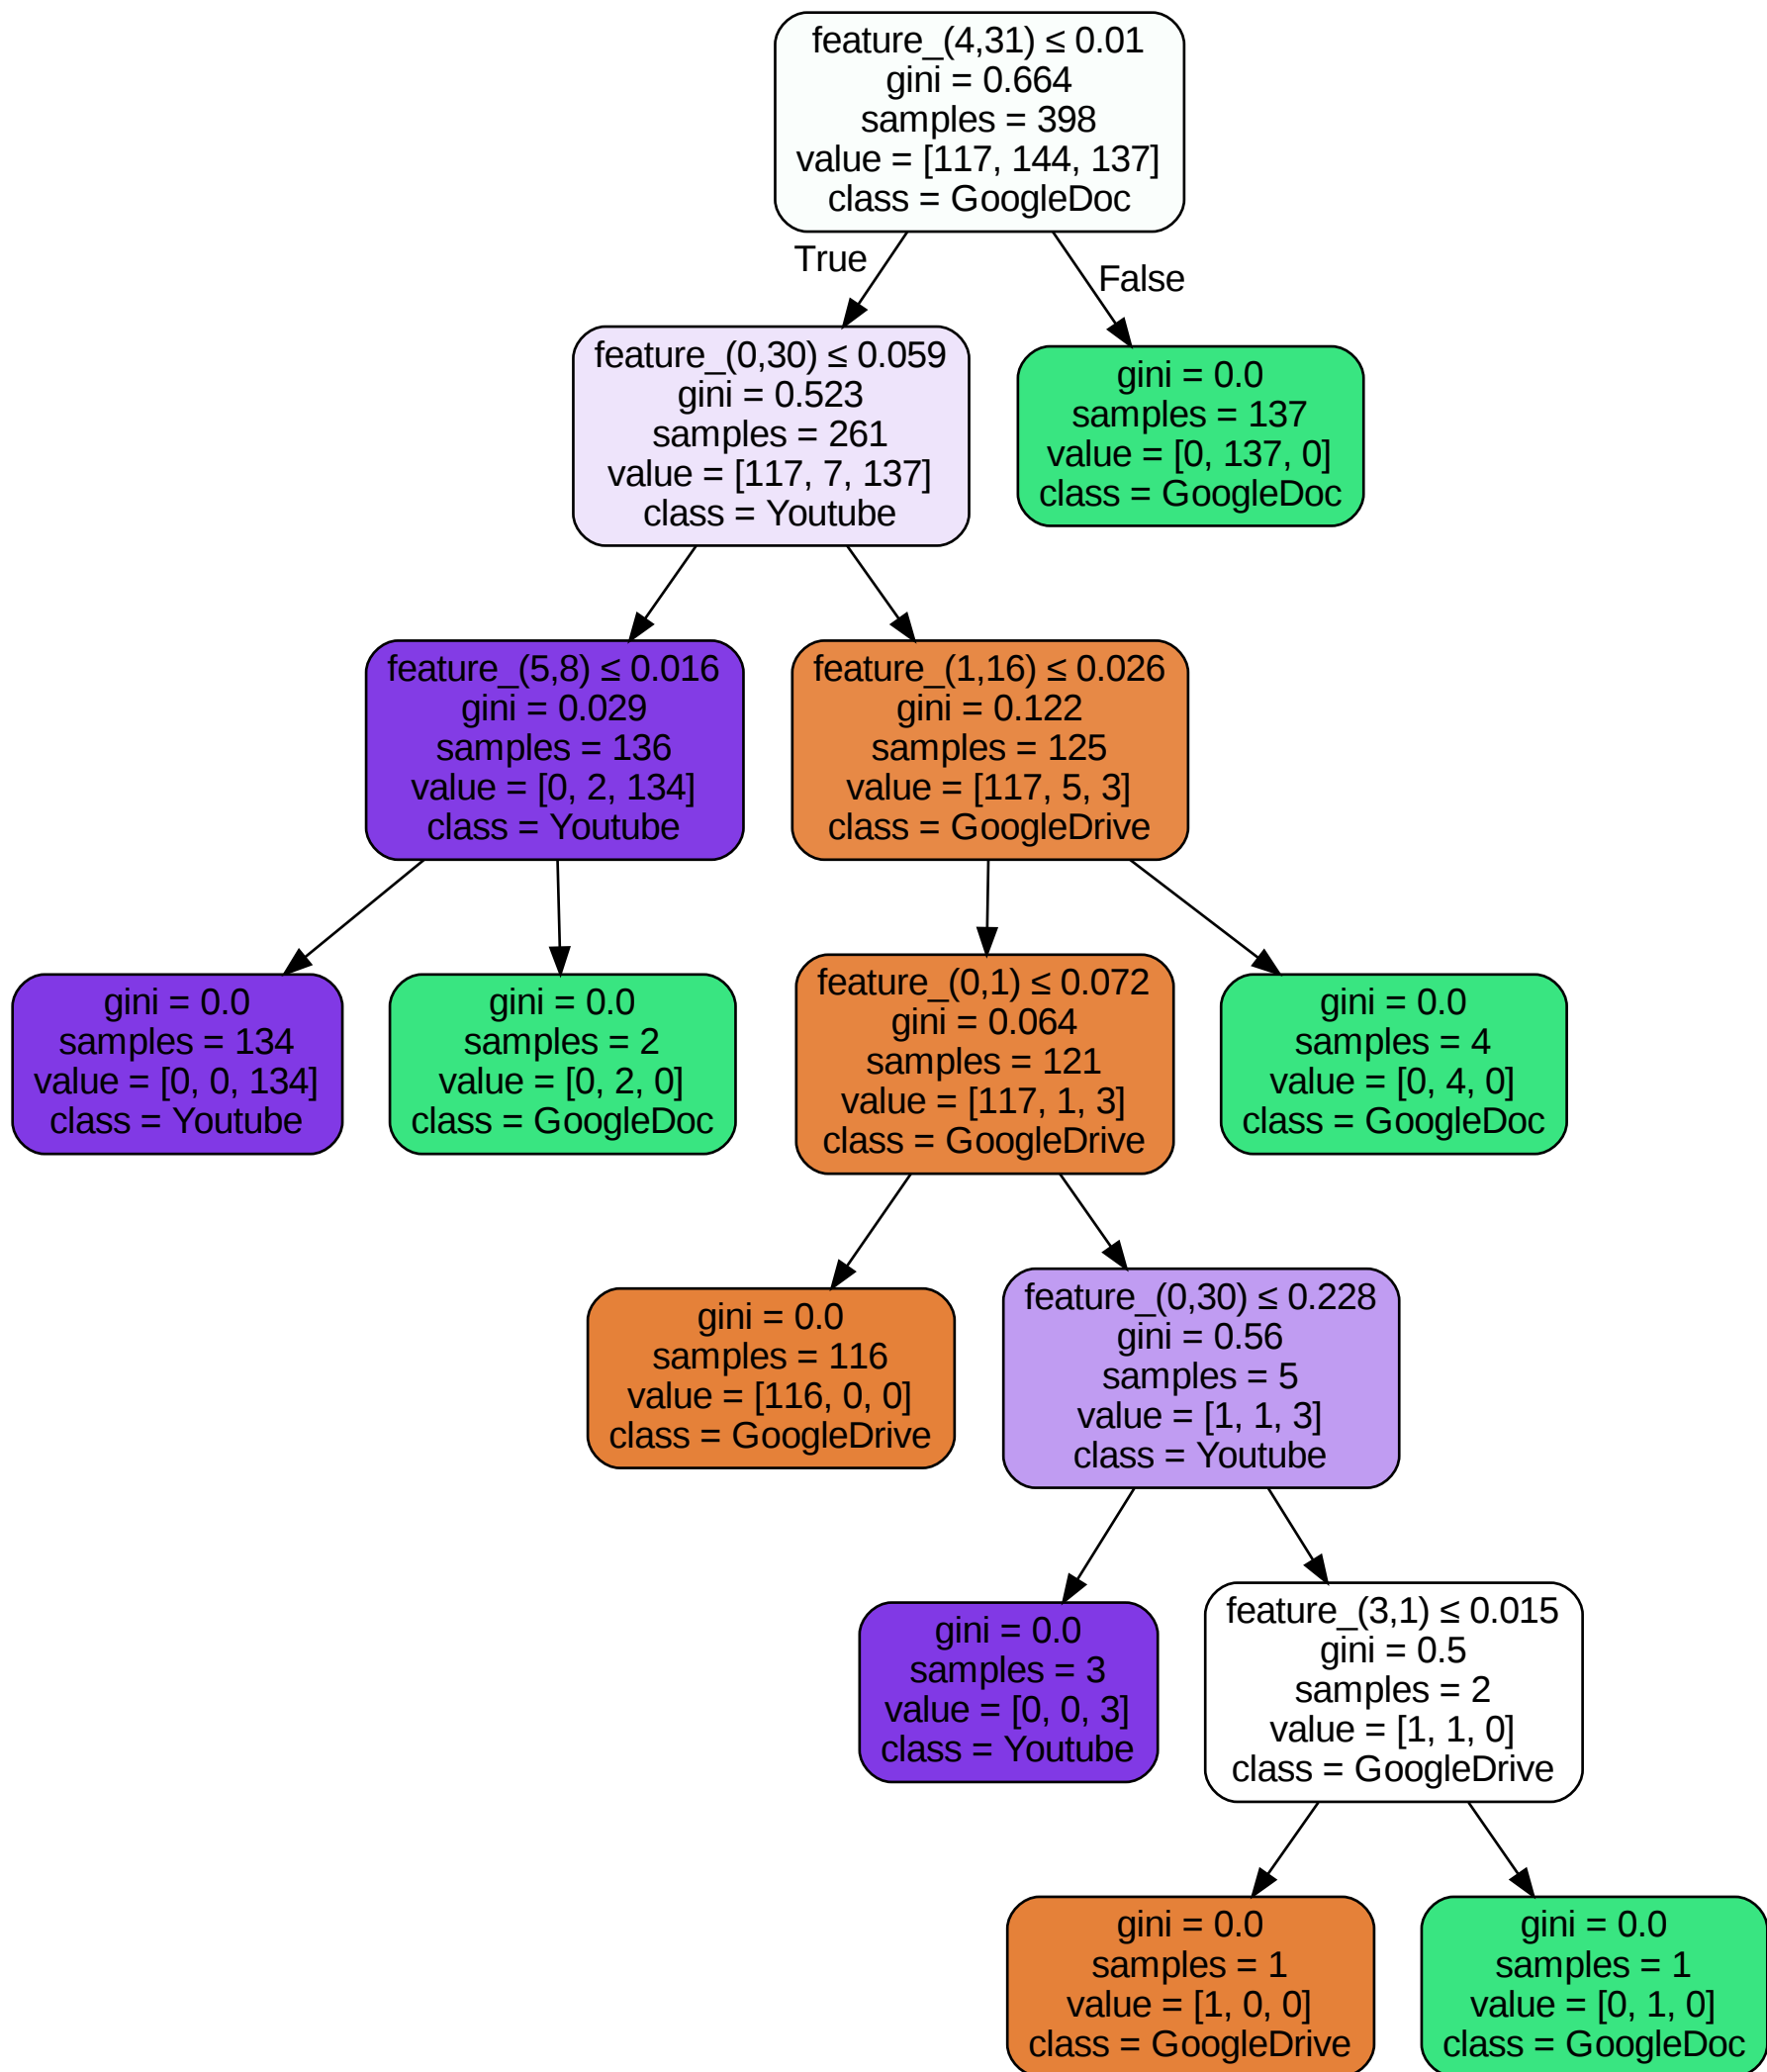 feature_(4,31) ≤ 0.01
gini = 0.664
samples = 398
value = [117, 144, 137]
class = GoogleDoc
True
False
feature_(0,30) ≤ 0.059
gini = 0.523
samples = 261
value = [117, 7, 137]
class = Youtube
gini = 0.0
samples = 137
value = [0, 137, 0]
class = GoogleDoc
feature_(5,8) ≤ 0.016
gini = 0.029
samples = 136
value = [0, 2, 134]
class = Youtube
feature_(1,16) ≤ 0.026
gini = 0.122
samples = 125
value = [117, 5, 3]
class = GoogleDrive
gini = 0.0
samples = 134
value = [0, 0, 134]
class = Youtube
gini = 0.0
samples = 2
value = [0, 2, 0]
class = GoogleDoc
feature_(0,1) ≤ 0.072
gini = 0.064
samples = 121
value = [117, 1, 3]
class = GoogleDrive
gini = 0.0
samples = 4
value = [0, 4, 0]
class = GoogleDoc
gini = 0.0
samples = 116
value = [116, 0, 0]
class = GoogleDrive
feature_(0,30) ≤ 0.228
gini = 0.56
samples = 5
value = [1, 1, 3]
class = Youtube
gini = 0.0
samples = 3
value = [0, 0, 3]
class = Youtube
feature_(3,1) ≤ 0.015
gini = 0.5
samples = 2
value = [1, 1, 0]
class = GoogleDrive
gini = 0.0
samples = 1
value = [1, 0, 0]
class = GoogleDrive
gini = 0.0
samples = 1
value = [0, 1, 0]
class = GoogleDoc